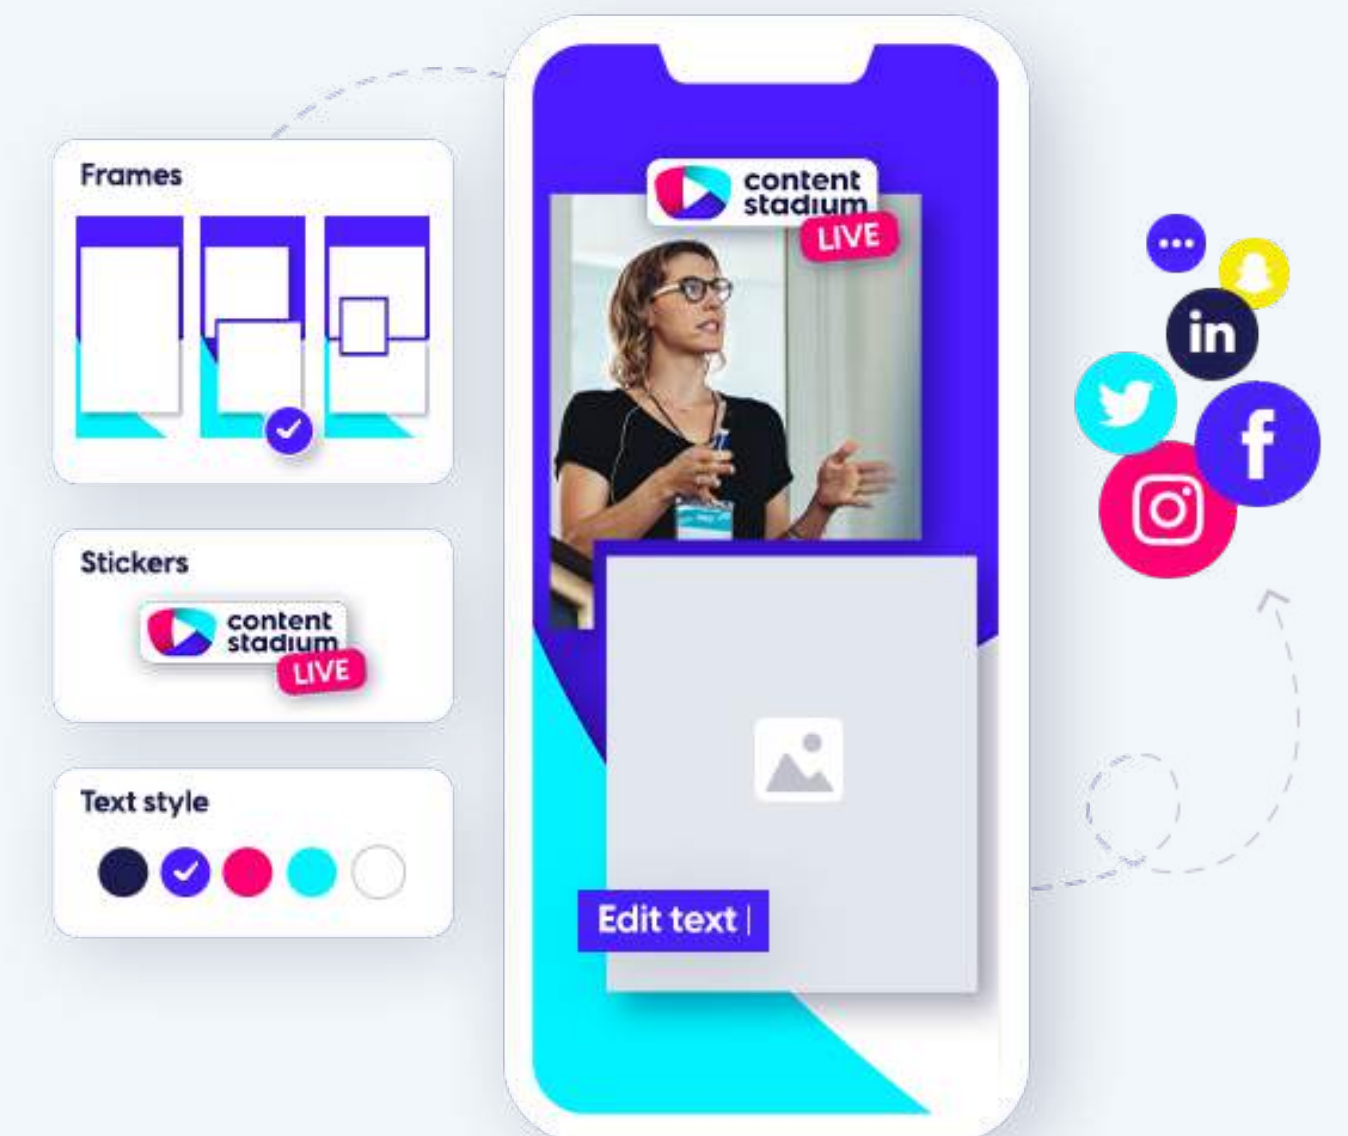 Frames
Stickers
content
stadium
LIVE
Text style
content
stadium
LIVE
Edit text
in
f